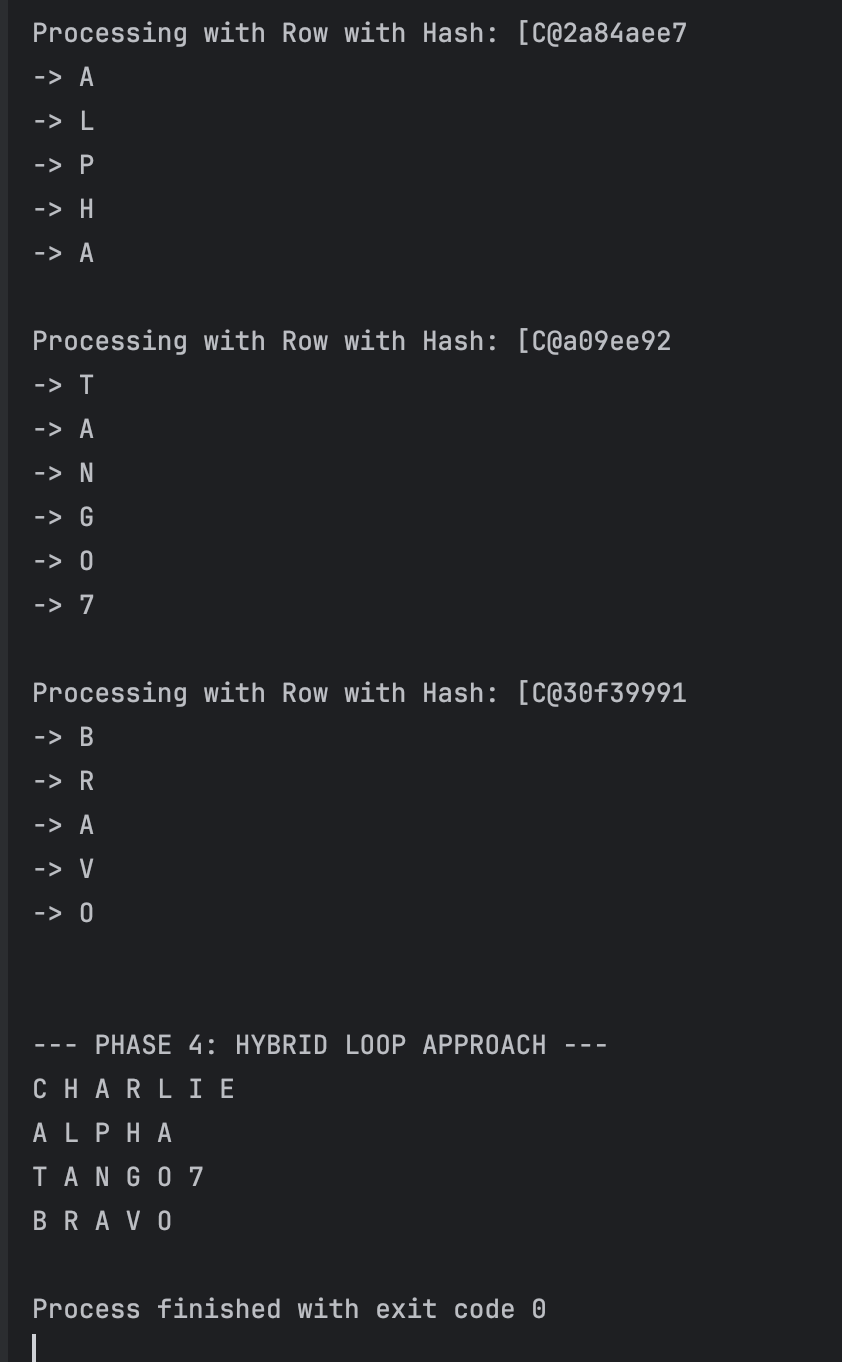 Processing with Row with Hash: [C@2a84aee7
-> A
-> L
-> P
-> H
-> A
Processing with Row with Hash: [C@a09ee92
-> T
-> A
-> N
-> G
-> O
-> 7
Processing with Row with Hash: [C@30f39991
-> B
-> R
-> A
-> V
-> O
--- PHASE 4: HYBRID LOOP APPROACH ---
C H A R L I E
A L P H A
T A N G O 7
B R A V O
Process finished with exit code 0